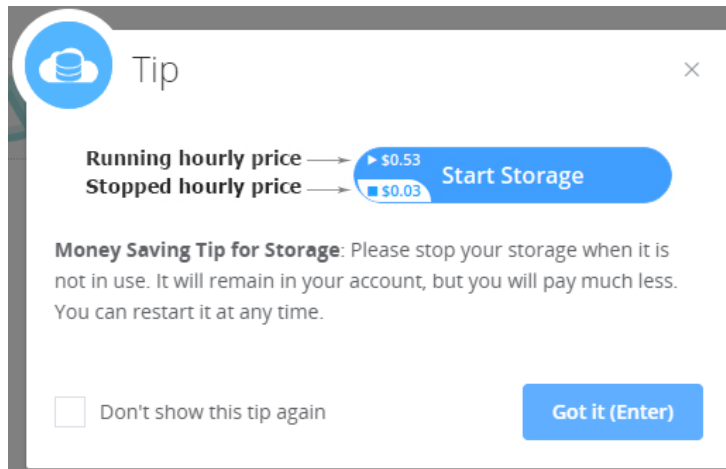 Tip
Running hourly price
$0.53
Start Storage
Stopped hourly price
$0.03
Money Saving Tip for Storage: Please stop your storage when it is
not in use. It will remain in your account, but you will pay much less.
You can restart it at any time.
Don't show this tip again
Got it (Enter)